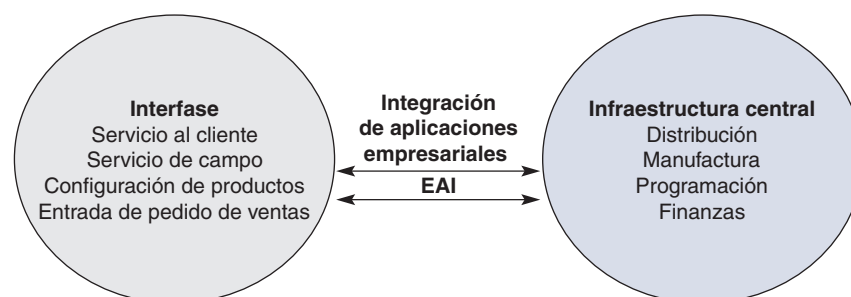 Interfase
Servicio al cliente
Servicio de campo
Configuración de productos
Entrada de pedido de ventas
Integración
de aplicaciones
empresariales
EAI
Infraestructura central
Distribución
Manufactura
Programación
Finanzas